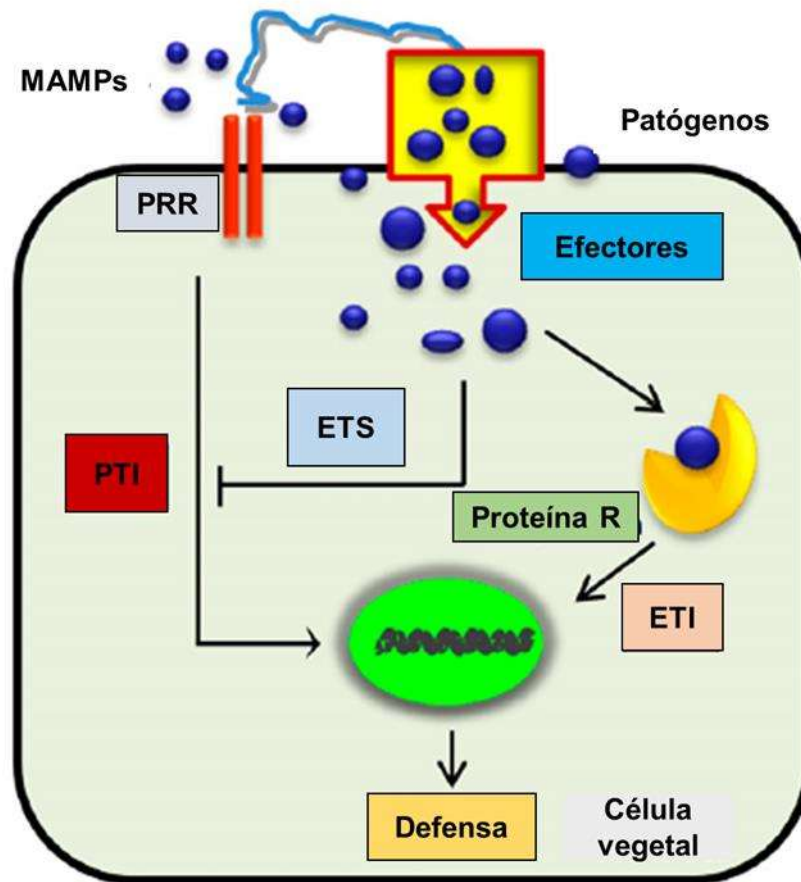 MAMPs
Patógenos
PRR
Efectores
ETS
PTI
Proteína R
ETI
Defensa
Célula
vegetal